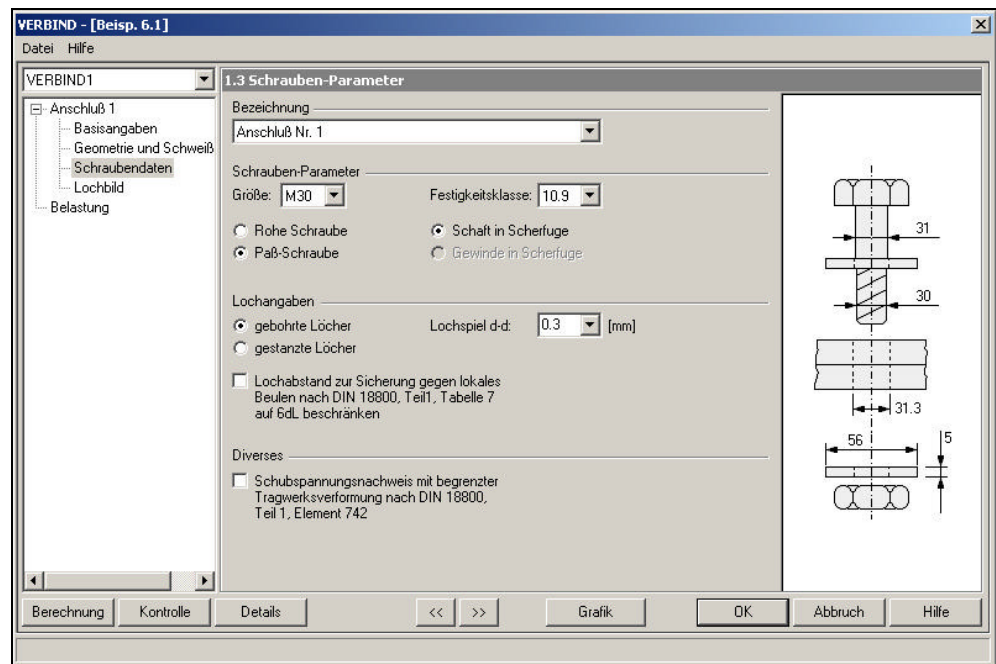 VERBIND - [Beisp. 6.1]
Datei Hilfe
VERBIND1
Anschluß 1
Basisangaben
Geometrie und Schweiß
Schraubendaten
Lochbild
Belastung
1.3 Schrauben-Parameter
Bezeichnung
Anschluß Nr. 1
Schrauben-Parameter
Größe: M30 Festigkeitsklasse: 10.9
Rohe Schraube Schaft in Scherfuge
Paß-Schraube Gewinde in Scherfuge
Lochangaben
gebohrte Löcher Lochspiel d-d: 0.3 [mm]
gestanzte Löcher
Lochabstand zur Sicherung gegen lokales
Beulen nach DIN 18800, Teil1, Tabelle 7
auf 6dL beschränken
Diverses
Schubspannungsnachweis mit begrenzter
Tragwerksverformung nach DIN 18800,
Teil 1, Element 742
31
30
31.3
56 5
Berechnung Kontrolle Details << >> Grafik OK Abbruch Hilfe